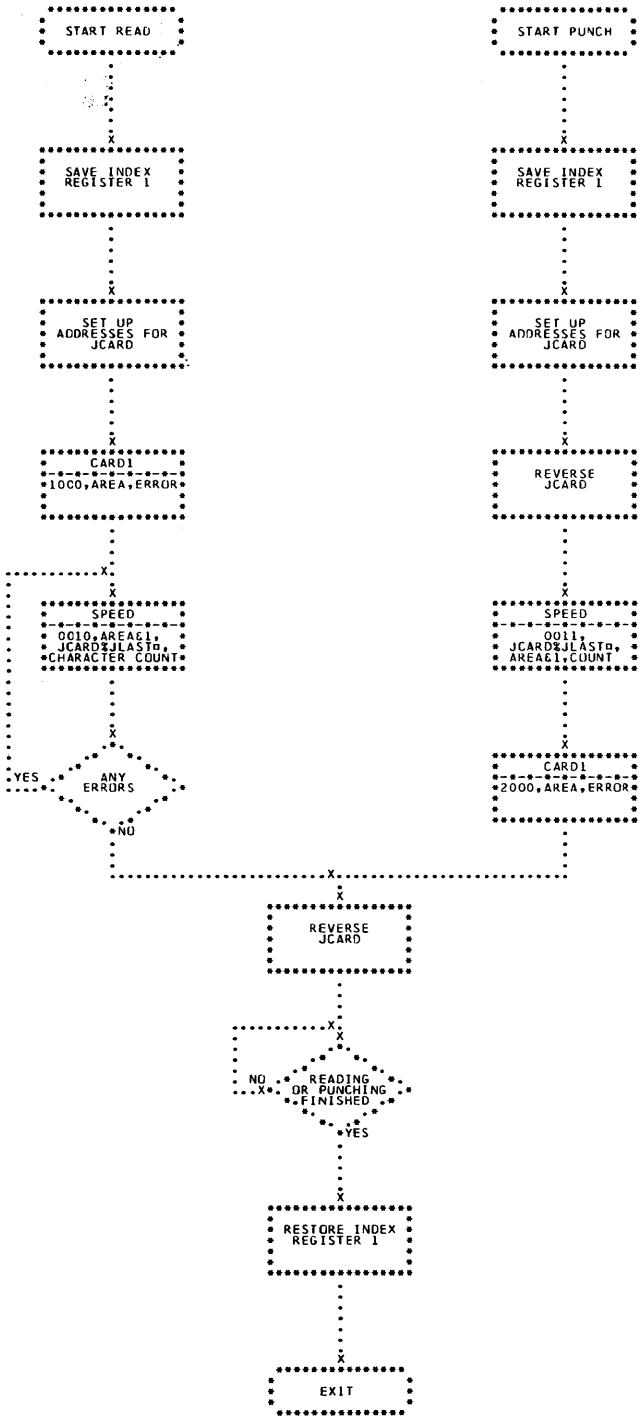 START READ
START PUNCH
SAVE INDEX
REGISTER 1
SAVE INDEX
REGISTER 1
SET UP
ADDRESSES FOR
JCARD
SET UP
ADDRESSES FOR
JCARD
CARD1
1000,AREA,ERROR
REVERSE
JCARD
SPEED
0010,AREA&1,
JCARD%JLAST¤,
CHARACTER COUNT
SPEED
0011,
JCARD%JLAST¤,
AREA&1,COUNT
YES
ANY
ERRORS
NO
CARD1
2000,AREA,ERROR
REVERSE
JCARD
NO
READING
OR PUNCHING
FINISHED
YES
RESTORE INDEX
REGISTER 1
EXIT